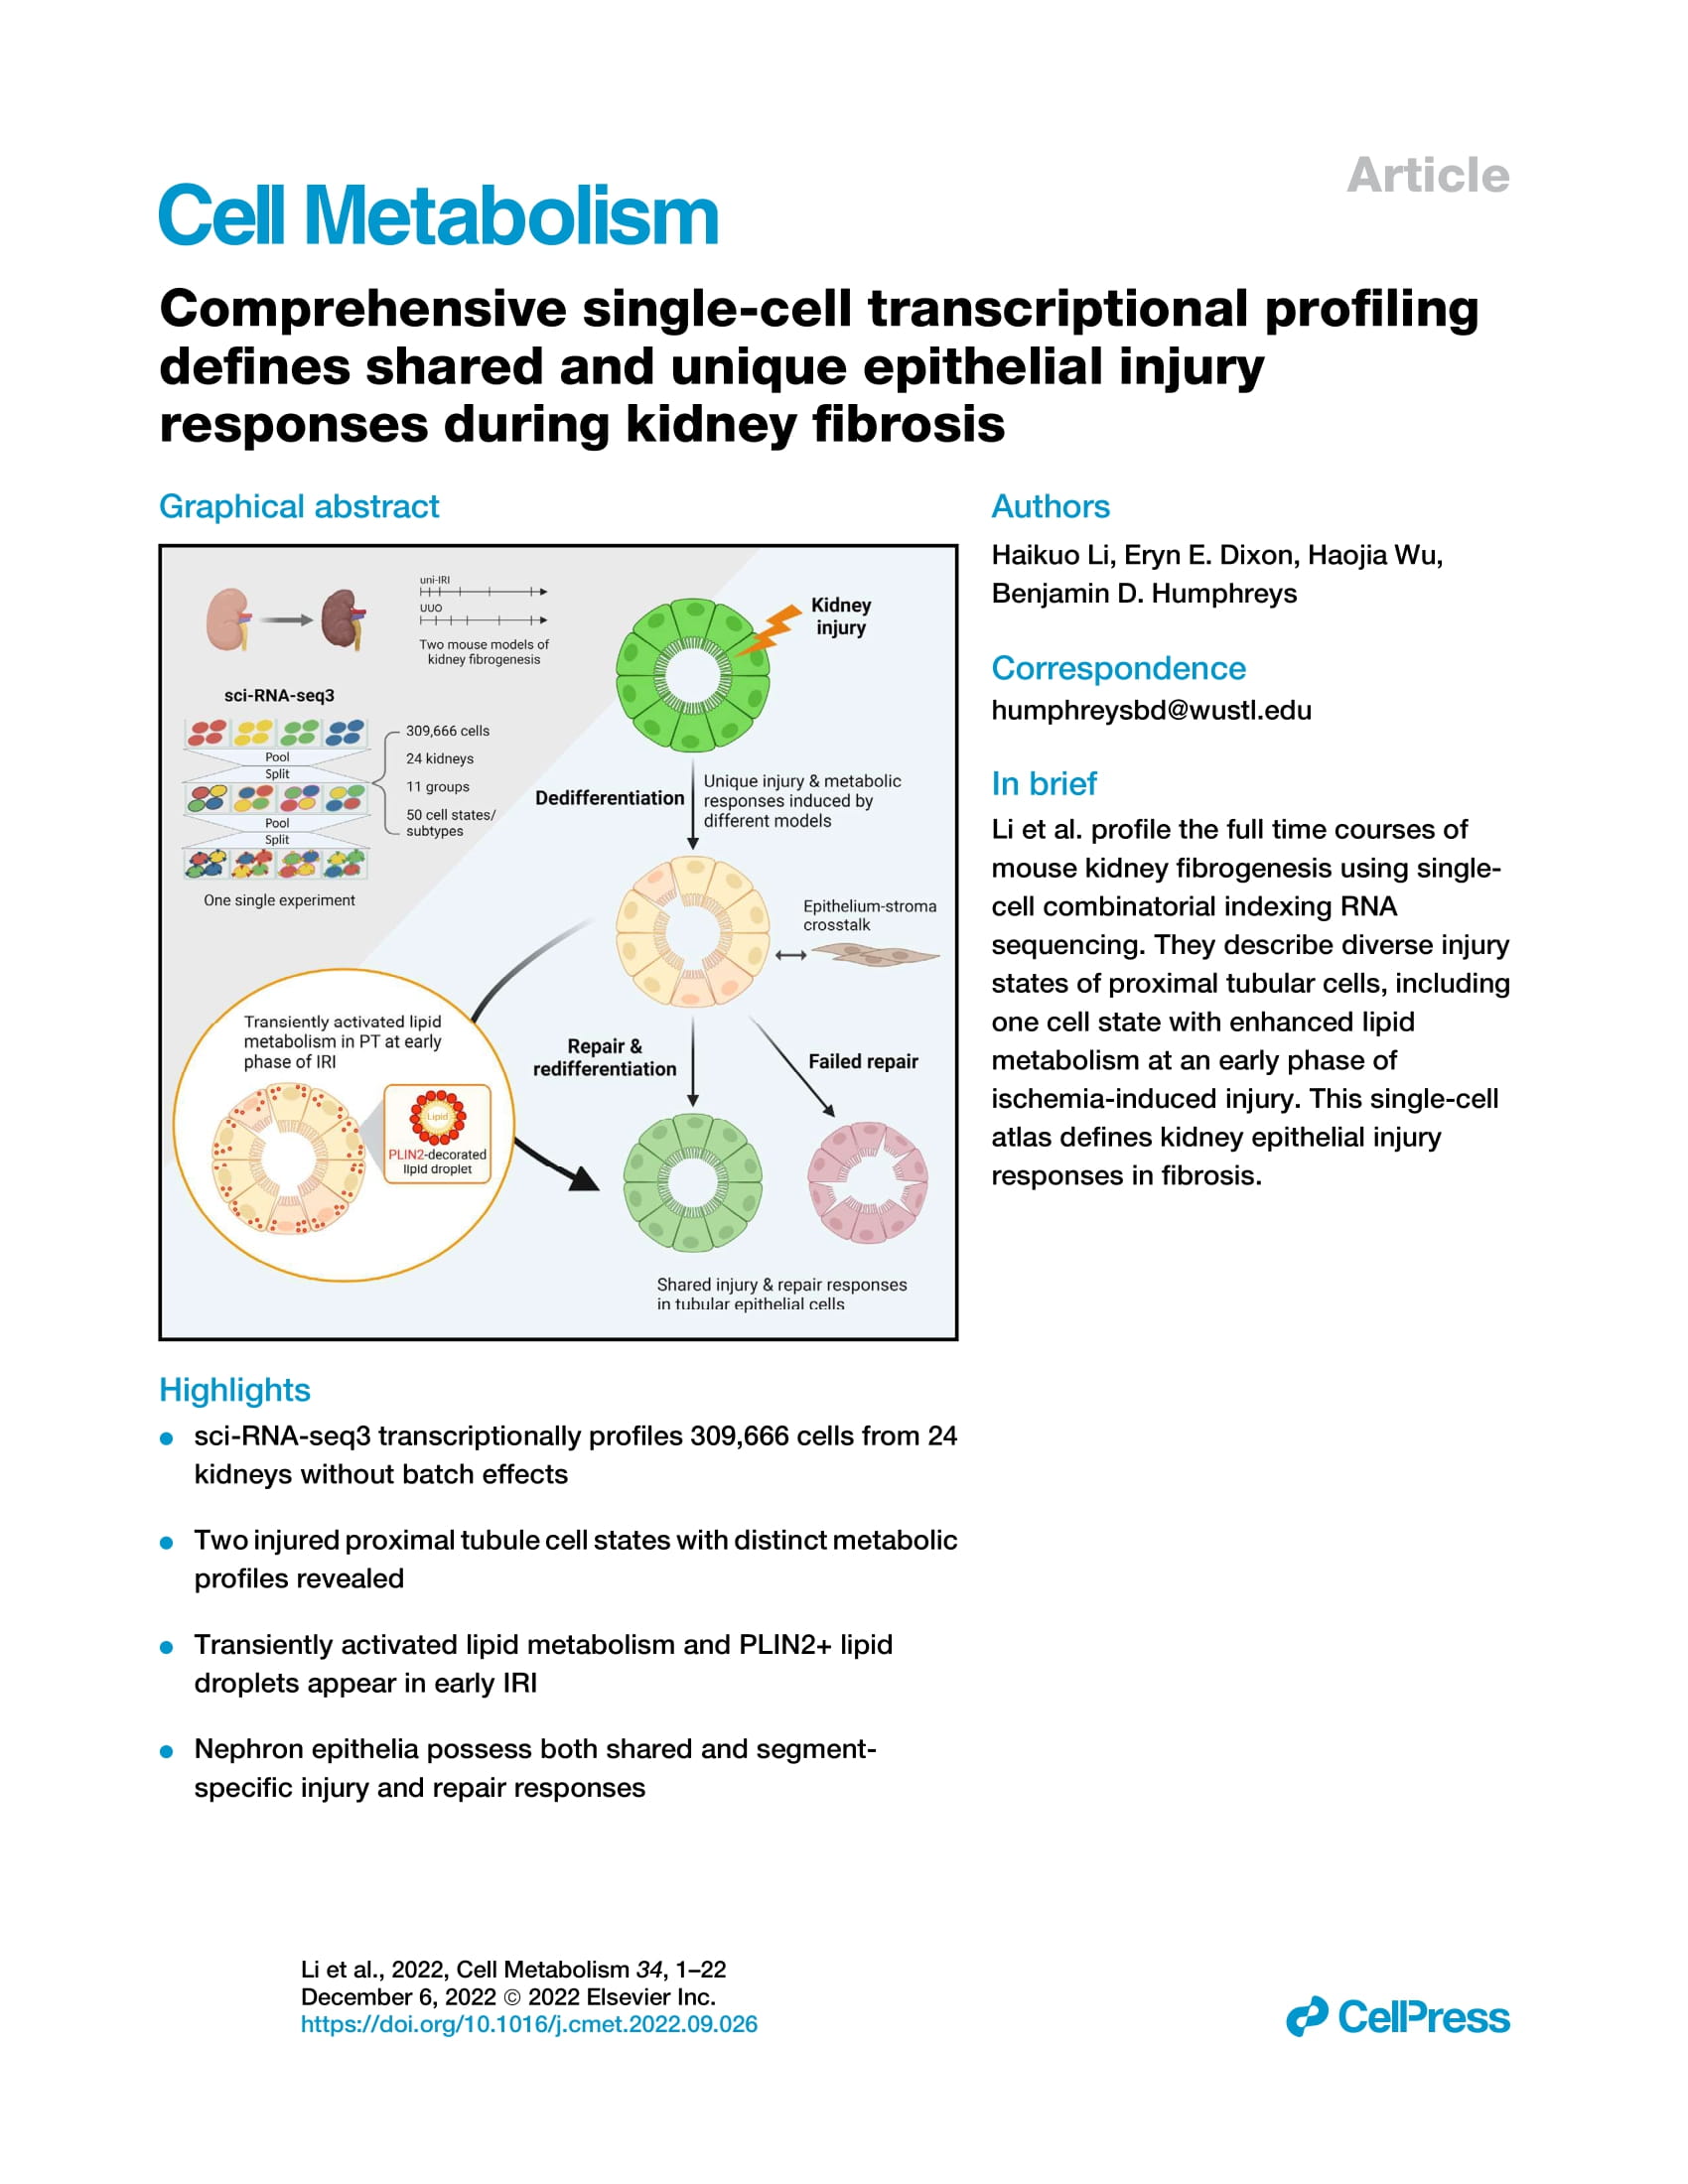 Article
Cell Metabolism
Comprehensive single-cell transcriptional profiling
defines shared and unique epithelial injury
responses during kidney fibrosis
Graphical abstract
uni-IRI
UUO
Two mouse models of
kidney fibrogenesis
sci-RNA-seq3
Pool
Split
Pool
Split
One single experiment
309,666 cells
24 kidneys
11 groups
50 cell states/
subtypes
Kidney
injury
Dedifferentiation
Unique injury & metabolic
responses induced by
different models
Epithelium-stroma
crosstalk
Transiently activated lipid
metabolism in PT at early
phase of IRI
Lipid
PLIN2-decorated
lipid droplet
Repair &
redifferentiation
Failed repair
Shared injury & repair responses
in tubular epithelial cells
Authors
Haikuo Li, Eryn E. Dixon, Haojia Wu,
Benjamin D. Humphreys
Correspondence
humphreysbd@wustl.edu
In brief
Li et al. profile the full time courses of
mouse kidney fibrogenesis using single-
cell combinatorial indexing RNA
sequencing. They describe diverse injury
states of proximal tubular cells, including
one cell state with enhanced lipid
metabolism at an early phase of
ischemia-induced injury. This single-cell
atlas defines kidney epithelial injury
responses in fibrosis.
Highlights
● sci-RNA-seq3 transcriptionally profiles 309,666 cells from 24
kidneys without batch effects
● Two injured proximal tubule cell states with distinct metabolic
profiles revealed
● Transiently activated lipid metabolism and PLIN2+ lipid
droplets appear in early IRI
● Nephron epithelia possess both shared and segment-
specific injury and repair responses
Li et al., 2022, Cell Metabolism 34, 1–22
December 6, 2022 © 2022 Elsevier Inc.
https://doi.org/10.1016/j.cmet.2022.09.026
CellPress